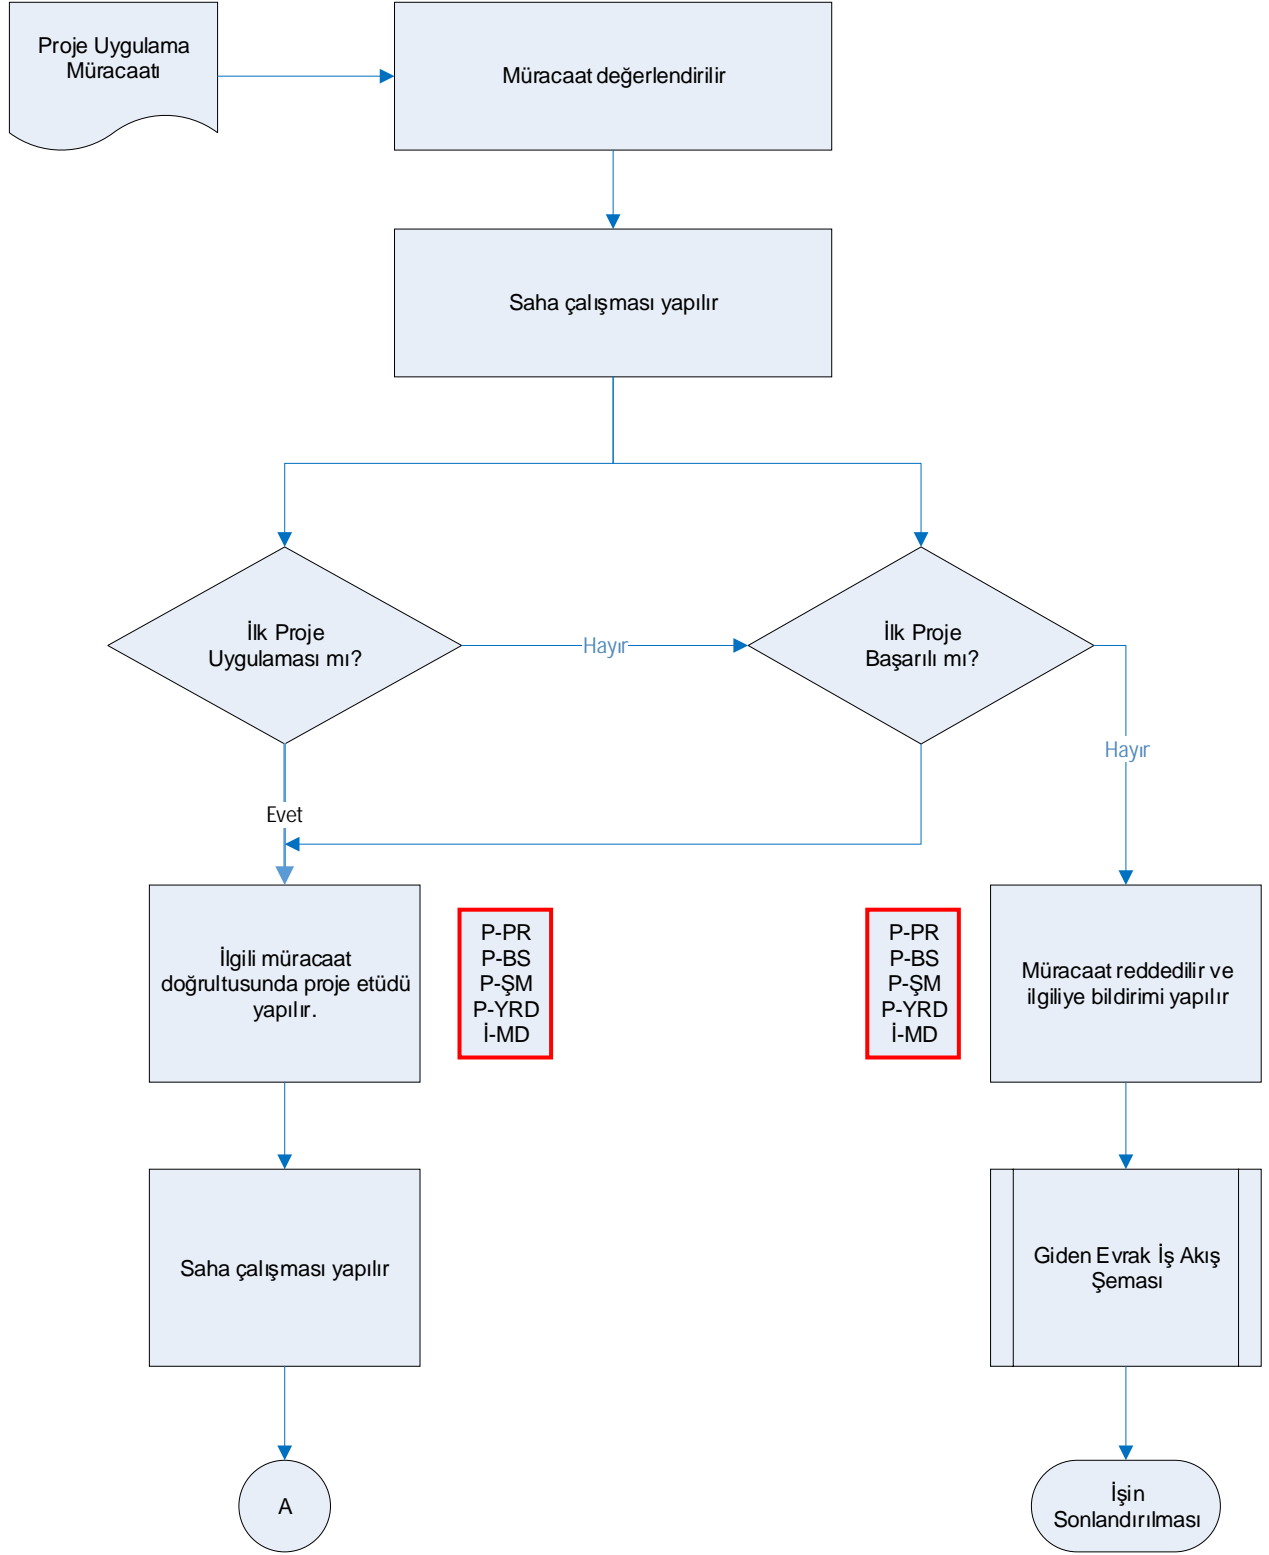 Proje Uygulama
Müracaatı
Müracaat değerlendirilir
Saha çalışması yapılır
İlk Proje
Uygulaması mı?
Hayır
İlk Proje
Başarılı mı?
Hayır
Evet
İlgili müracaat
doğrultusunda proje etüdü
yapılır.
P-PR
P-BS
P-ŞM
P-YRD
İ-MD
P-PR
P-BS
P-ŞM
P-YRD
İ-MD
Müracaat reddedilir ve
ilgiliye bildirimi yapılır
Saha çalışması yapılır
Giden Evrak İş Akış
Şeması
A
İşin
Sonlandırılması